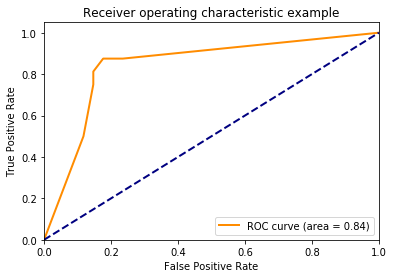 Receiver operating characteristic example
1.0
0.8
0.6
0.4
0.2
0.0
True Positive Rate
ROC curve (area = 0.84)
0.0 0.2 0.4 0.6 0.8 1.0
False Positive Rate